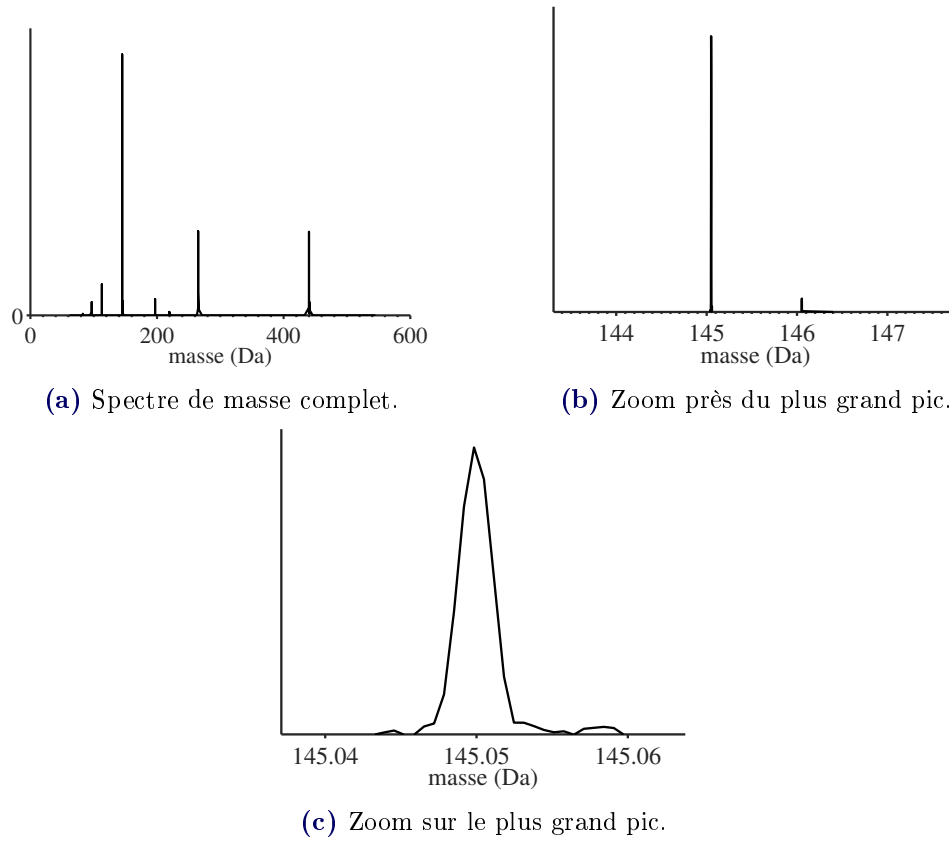 0
0 200 400 600
masse (Da)
(a) Spectre de masse complet.
144 145 146 147
masse (Da)
(b) Zoom près du plus grand pic.
145.04 145.05 145.06
masse (Da)
(c) Zoom sur le plus grand pic.